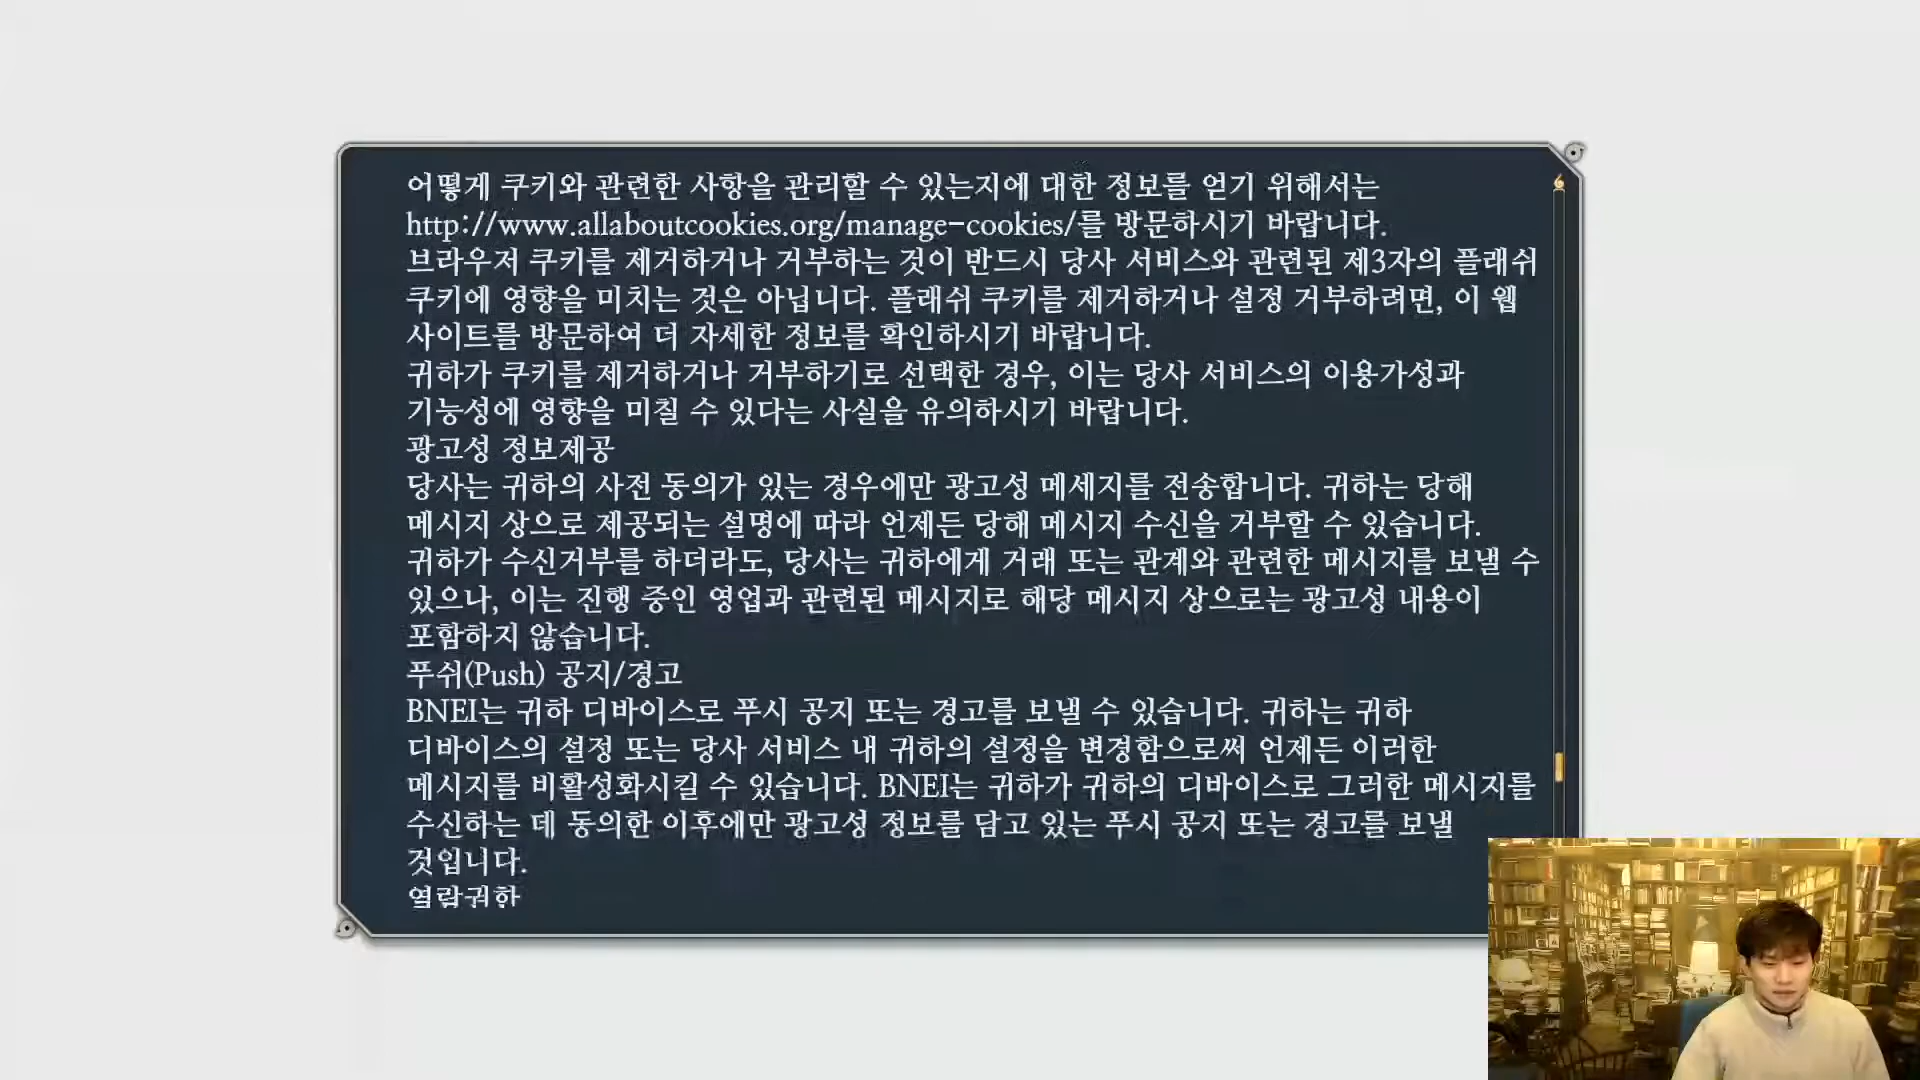 어떻게 쿠키와 관련한 사항을 관리할 수 있는지에 대한 정보를 얻기 위해서는
http://www.allaboutcookies.org/manage-cookies/를 방문하시기 바랍니다.
브라우저 쿠키를 제거하거나 거부하는 것이 반드시 당사 서비스와 관련된 제3자의 플래쉬
쿠키에 영향을 미치는 것은 아닙니다. 플래쉬 쿠키를 제거하거나 설정 거부하려면, 이 웹
사이트를 방문하여 더 자세한 정보를 확인하시기 바랍니다.
귀하가 쿠키를 제거하거나 거부하기로 선택한 경우, 이는 당사 서비스의 이용가성과
기능성에 영향을 미칠 수 있다는 사실을 유의하시기 바랍니다.
광고성 정보제공
당사는 귀하의 사전 동의가 있는 경우에만 광고성 메세지를 전송합니다. 귀하는 당해
메시지 상으로 제공되는 설명에 따라 언제든 당해 메시지 수신을 거부할 수 있습니다.
귀하가 수신거부를 하더라도, 당사는 귀하에게 거래 또는 관계와 관련한 메시지를 보낼 수
있으나, 이는 진행 중인 영업과 관련된 메시지로 해당 메시지 상으로는 광고성 내용이
포함하지 않습니다.
푸쉬(Push) 공지/경고
BNEI는 귀하 디바이스로 푸시 공지 또는 경고를 보낼 수 있습니다. 귀하는 귀하
디바이스의 설정 또는 당사 서비스 내 귀하의 설정을 변경함으로써 언제든 이러한
메시지를 비활성화시킬 수 있습니다. BNEI는 귀하가 귀하의 디바이스로 그러한 메시지를
수신하는 데 동의한 이후에만 광고성 정보를 담고 있는 푸시 공지 또는 경고를 보낼
것입니다.
열람권한